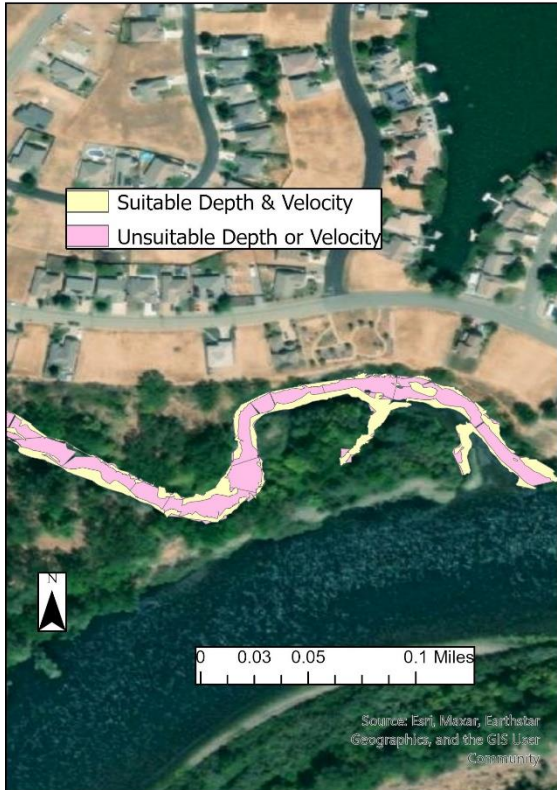 Suitable Depth & Velocity
Unsuitable Depth or Velocity
N
0 0.03 0.05 0.1 Miles
Source: Esri, Maxar, Earthstar
Geographics, and the GIS User
Community